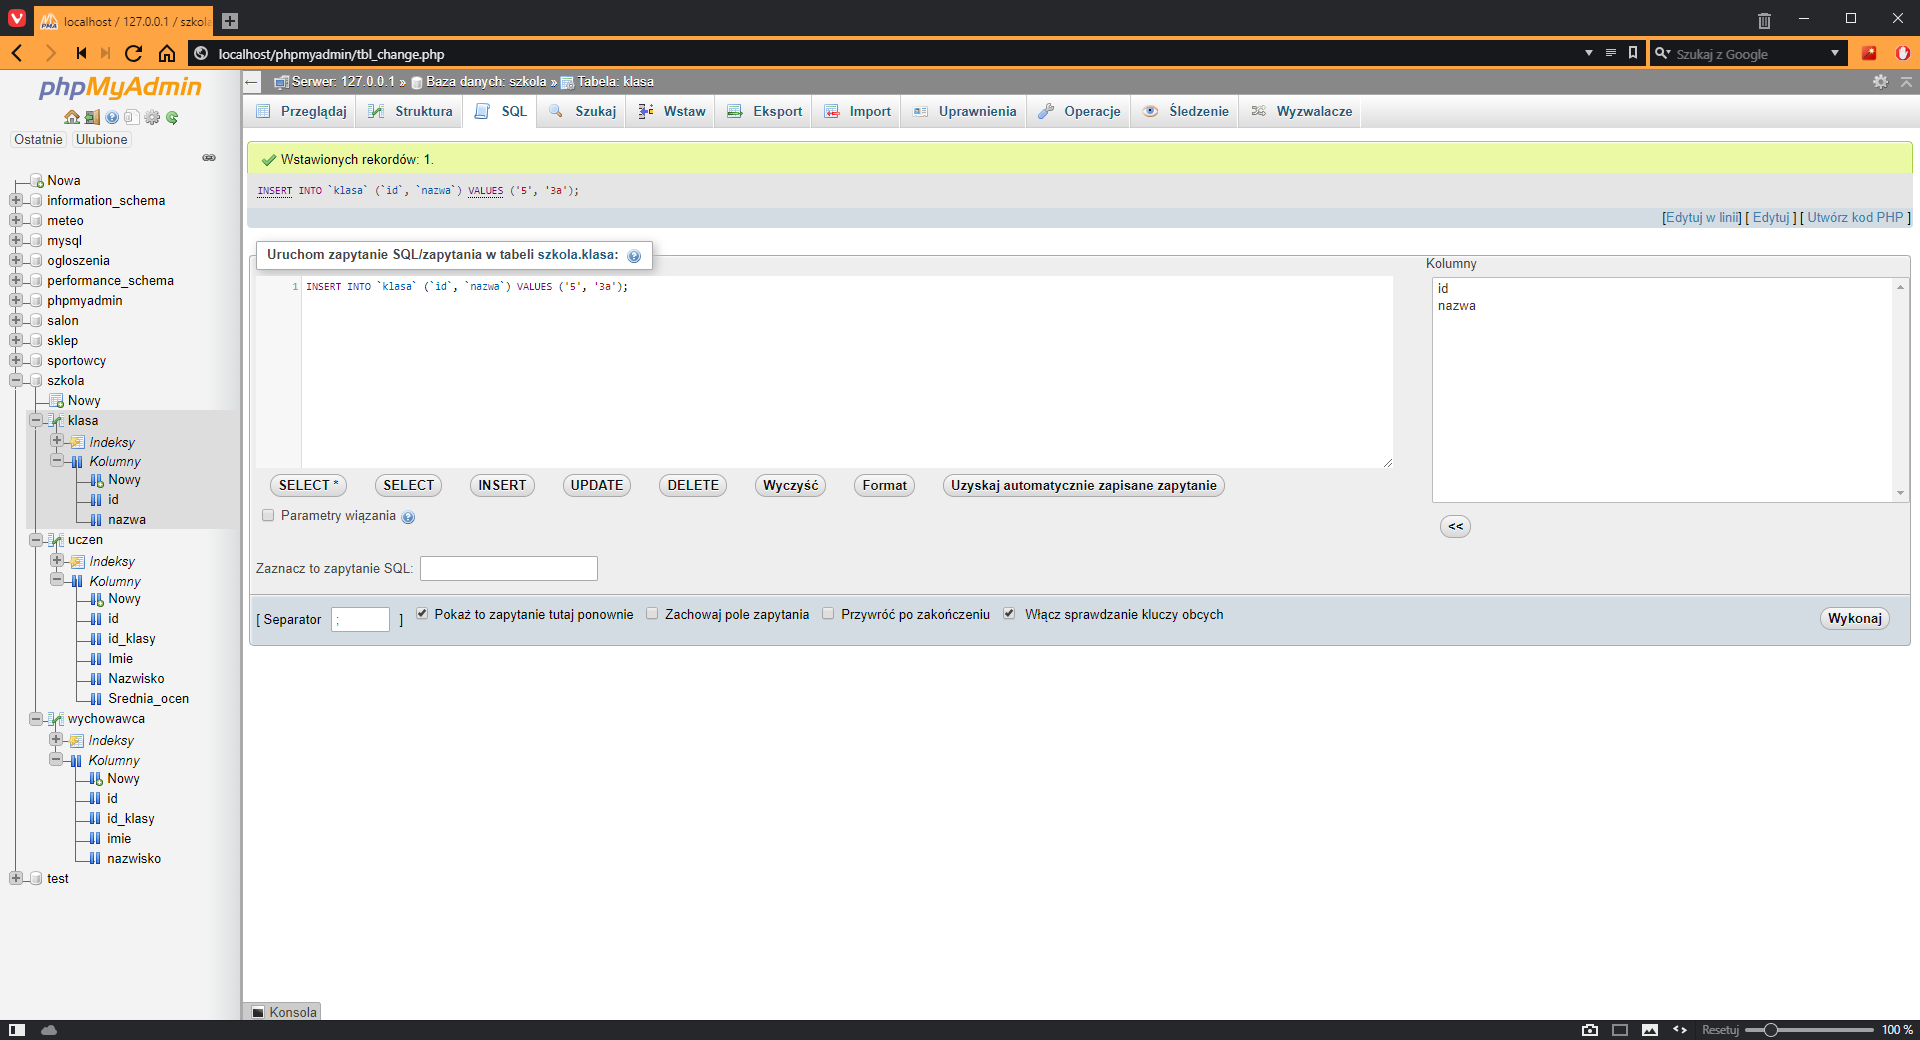 localhost / 127.0.0.1 / szkola
localhost/phpmyadmin/tbl_change.php
Szukaj z Google
phpMyAdmin
Ostatnie
Ulubione
Nowa
information_schema
meteo
mysql
ogloszenia
performance_schema
phpmyadmin
salon
sklep
sportowcy
szkola
Nowy
klasa
Indeksy
Kolumny
Nowy
id
nazwa
uczen
Indeksy
Kolumny
Nowy
id
id_klasy
Imie
Nazwisko
Srednia_ocen
wychowawca
Indeksy
Kolumny
Nowy
id
id_klasy
imie
nazwisko
test
Serwer: 127.0.0.1 » Baza danych: szkola » Tabela: klasa
Przeglądaj Struktura SQL Szukaj Wstaw Eksport Import Uprawnienia Operacje Śledzenie Wyzwalacze
Wstawionych rekordów: 1.
INSERT INTO `klasa` (`id`, `nazwa`) VALUES ('5', '3a');
[Edytuj w linii] [ Edytuj ] [ Utwórz kod PHP ]
Uruchom zapytanie SQL/zapytania w tabeli szkola.klasa:
1 INSERT INTO `klasa` (`id`, `nazwa`) VALUES ('5', '3a');
Kolumny
id
nazwa
<<
SELECT * SELECT INSERT UPDATE DELETE Wyczyść Format Uzyskaj automatycznie zapisane zapytanie
Parametry wiązania
Zaznacz to zapytanie SQL:
[ Separator ; ] Pokaż to zapytanie tutaj ponownie Zachowaj pole zapytania Przywróć po zakończeniu Włącz sprawdzanie kluczy obcych Wykonaj
Konsola
Resetuj 100 %